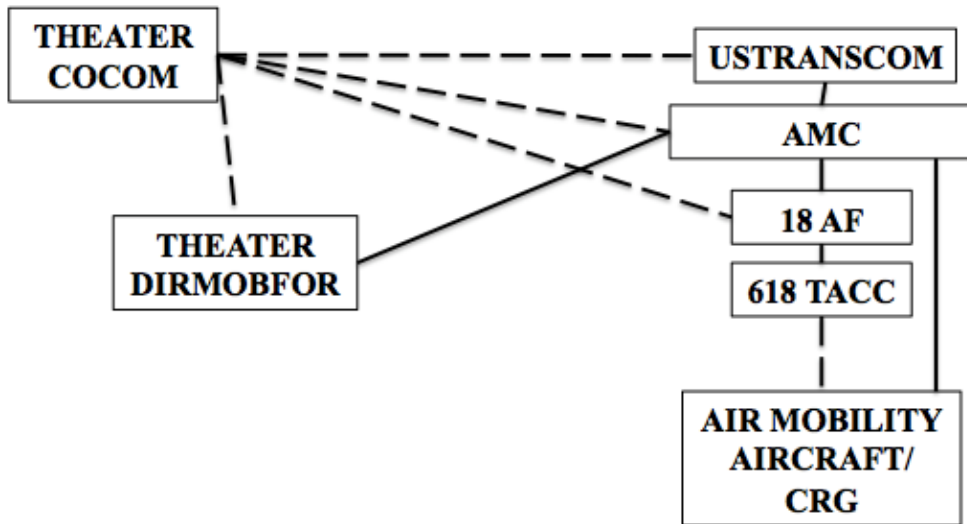 THEATER
COCOM
USTRANSCOM
AMC
18 AF
THEATER
DIRMOBFOR
618 TACC
AIR MOBILITY
AIRCRAFT/
CRG